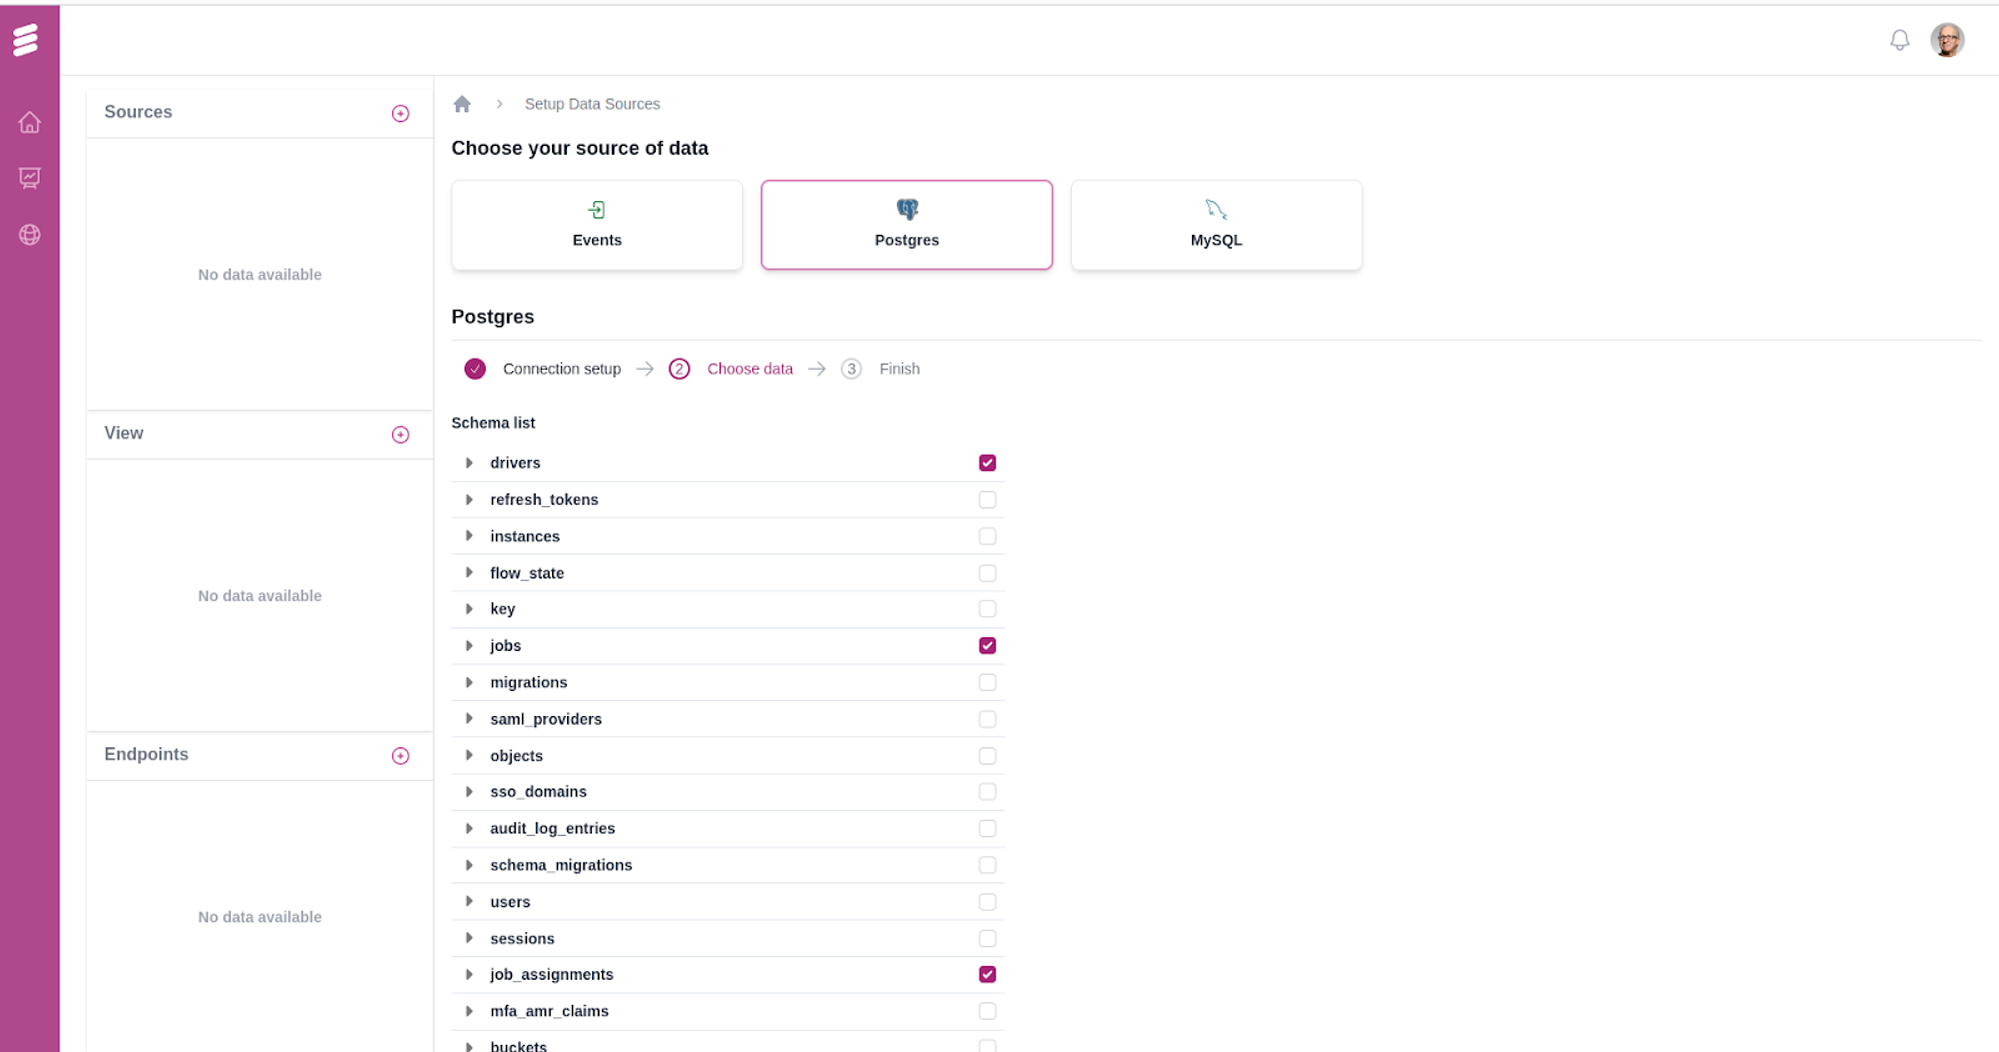 Sources
No data available
View
No data available
Endpoints
No data available
Setup Data Sources
Choose your source of data
Events
Postgres
MySQL
Postgres
Connection setup
2 Choose data
3 Finish
Schema list
drivers
refresh_tokens
instances
flow_state
key
jobs
migrations
saml_providers
objects
sso_domains
audit_log_entries
schema_migrations
users
sessions
job_assignments
mfa_amr_claims
buckets